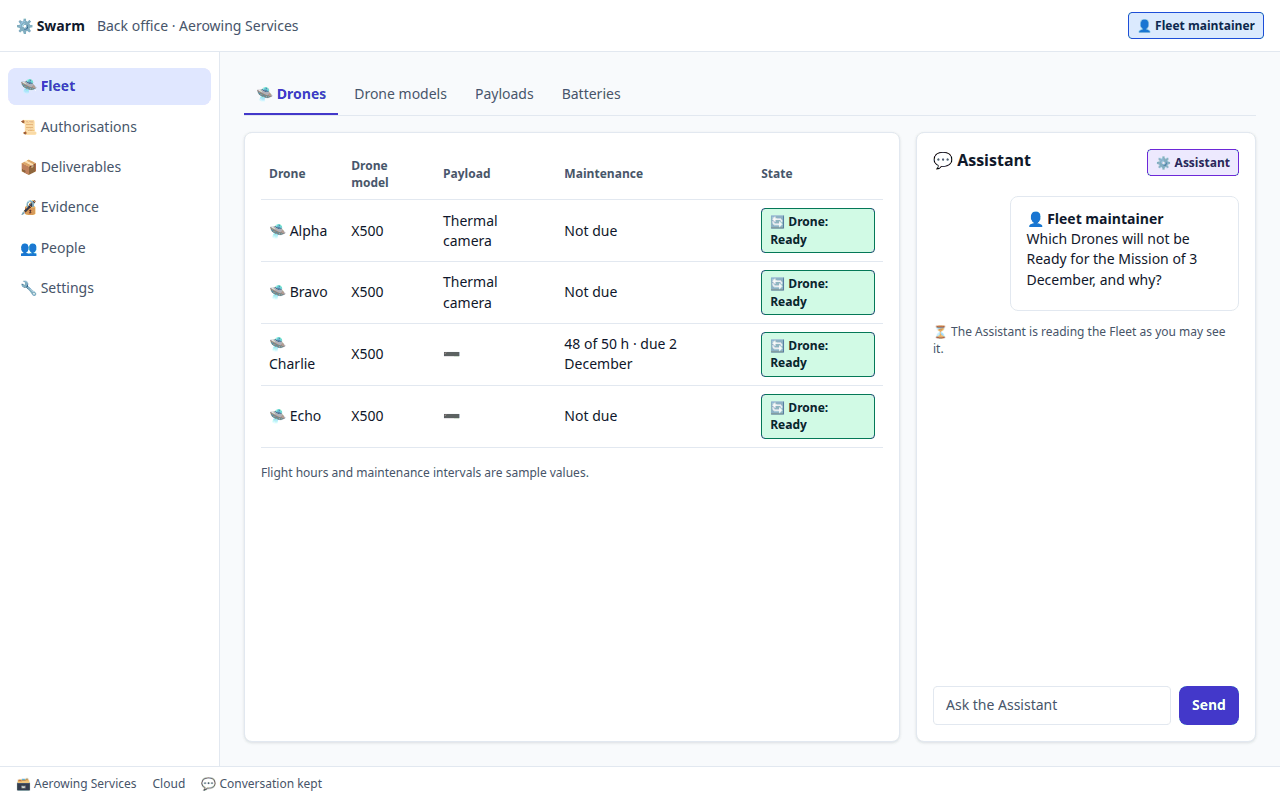 ⚙️ Swarm Back office · Aerowing Services
👤 Fleet maintainer
🛸 Fleet
📜 Authorisations
📦 Deliverables
🕵️ Evidence
👥 People
🔧 Settings
🛸 Drones Drone models Payloads Batteries
Drone Drone model Payload Maintenance State
🛸 Alpha X500 Thermal camera Not due 🔄 Drone: Ready
🛸 Bravo X500 Thermal camera Not due 🔄 Drone: Ready
🛸 Charlie X500 ➖ 48 of 50 h · due 2 December 🔄 Drone: Ready
🛸 Echo X500 ➖ Not due 🔄 Drone: Ready
Flight hours and maintenance intervals are sample values.
💬 Assistant
⚙️ Assistant
👤 Fleet maintainer
Which Drones will not be
Ready for the Mission of 3
December, and why?
⏳ The Assistant is reading the Fleet as you may see
it.
Ask the Assistant
Send
🗃️ Aerowing Services Cloud 💬 Conversation kept